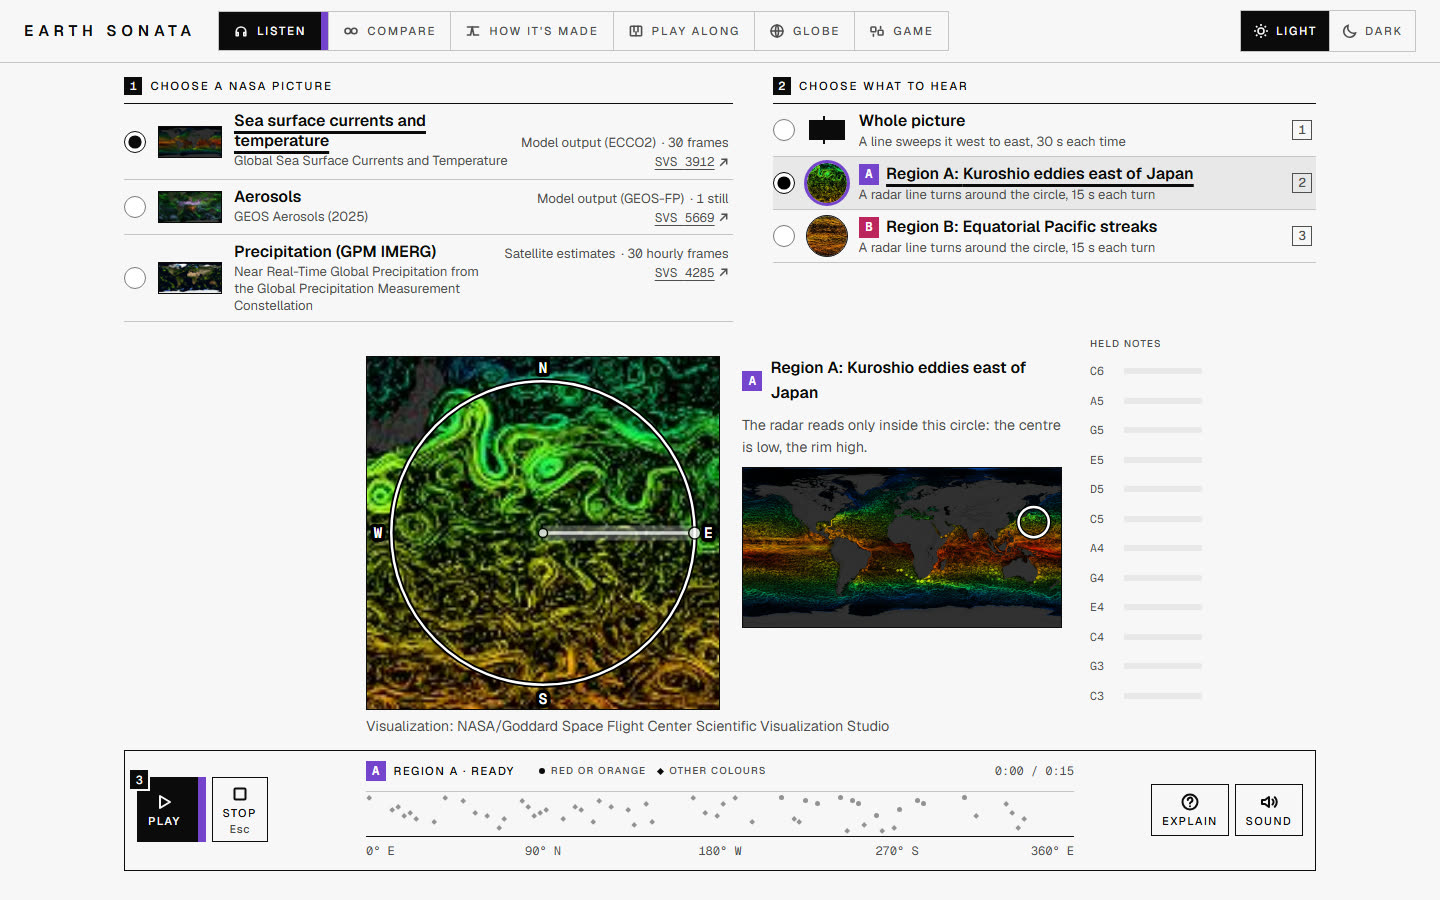 EARTH SONATA
LISTEN
COMPARE
HOW IT'S MADE
PLAY ALONG
GLOBE
GAME
LIGHT
DARK
1 CHOOSE A NASA PICTURE
Sea surface currents and
temperature
Global Sea Surface Currents and Temperature
Model output (ECCO2) · 30 frames
SVS 3912
Aerosols
GEOS Aerosols (2025)
Model output (GEOS-FP) · 1 still
SVS 5669
Precipitation (GPM IMERG)
Near Real-Time Global Precipitation from
the Global Precipitation Measurement
Constellation
Satellite estimates · 30 hourly frames
SVS 4285
2 CHOOSE WHAT TO HEAR
Whole picture
A line sweeps it west to east, 30 s each time
1
A Region A: Kuroshio eddies east of Japan
A radar line turns around the circle, 15 s each turn
2
B Region B: Equatorial Pacific streaks
A radar line turns around the circle, 15 s each turn
3
N
W
E
S
A Region A: Kuroshio eddies east of
Japan
The radar reads only inside this circle: the centre
is low, the rim high.
HELD NOTES
C6
A5
G5
E5
D5
C5
A4
G4
E4
C4
G3
C3
Visualization: NASA/Goddard Space Flight Center Scientific Visualization Studio
3
PLAY
STOP
Esc
A REGION A · READY
RED OR ORANGE
OTHER COLOURS
0:00 / 0:15
0° E
90° N
180° W
270° S
360° E
EXPLAIN
SOUND